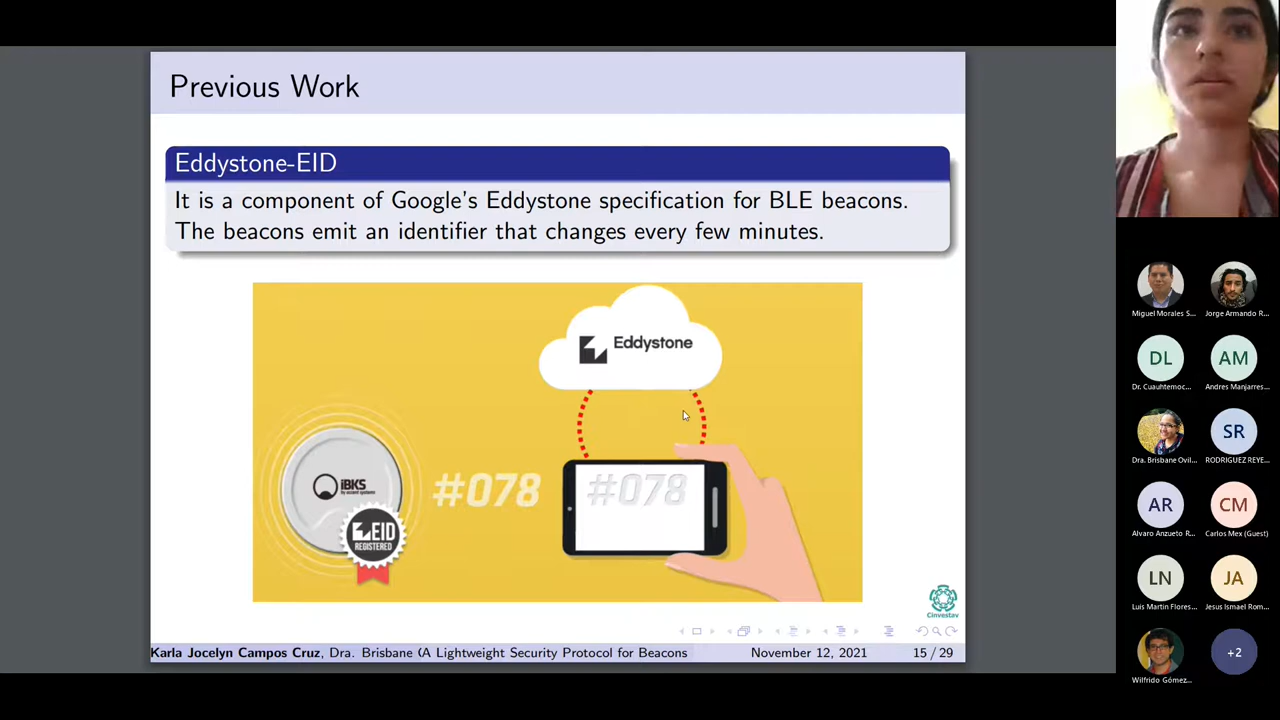 Previous Work
Eddystone-EID
It is a component of Google's Eddystone specification for BLE beacons.
The beacons emit an identifier that changes every few minutes.
Eddystone
iBKS
by accent systems
#078
#078
EID
REGISTERED
Cinvestav
Karla Jocelyn Campos Cruz, Dra. Brisbane (A Lightweight Security Protocol for Beacons
November 12, 2021
15 / 29
Miguel Morales S...
Jorge Armando R...
DL
AM
Dr. Cuauhtemoc...
Andres Manjarres...
SR
Dra. Brisbane Ovil...
RODRIGUEZ REYE...
AR
CM
Alvaro Anzueto R...
Carlos Mex (Guest)
LN
JA
Luis Martin Flores...
Jesus Ismael Rom...
+2
Wilfrido Gómez...